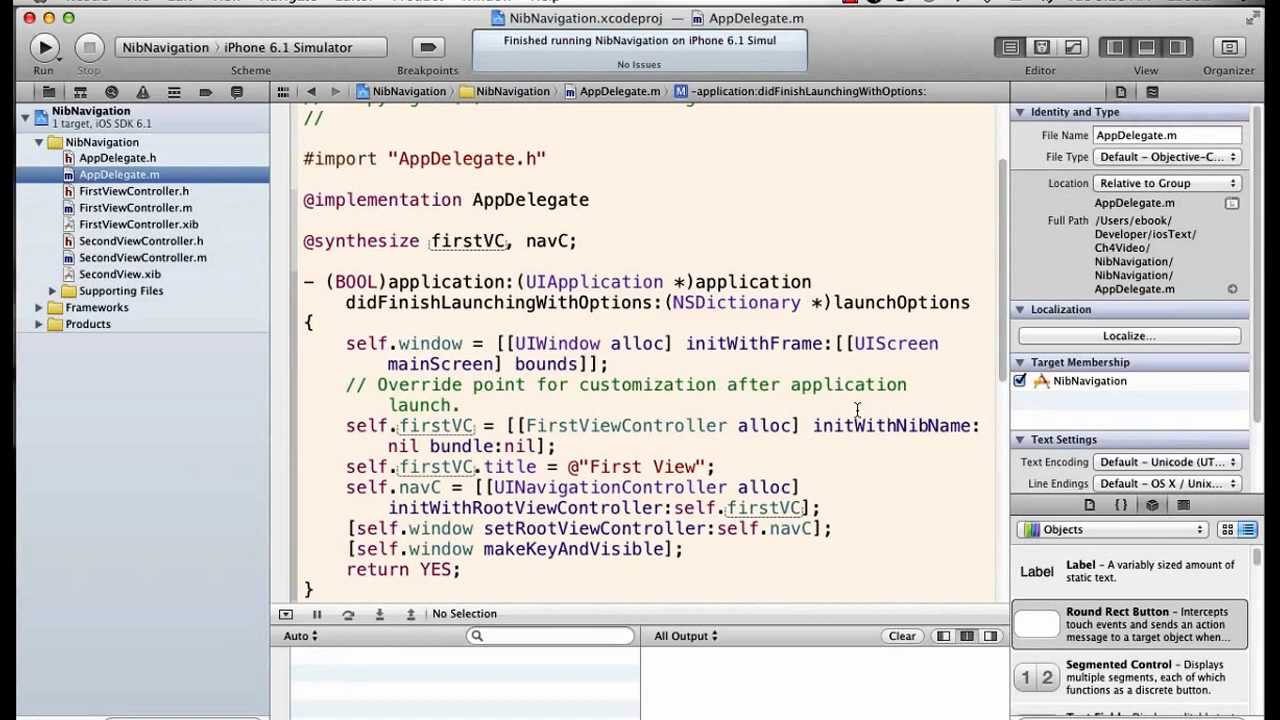 NibNavigation.xcodeproj — AppDelegate.m
NibNavigation › iPhone 6.1 Simulator
Finished running NibNavigation on iPhone 6.1 Simul
No Issues
Run
Stop
Scheme
Breakpoints
Editor
View
Organizer
NibNavigation
NibNavigation
AppDelegate.m
-application:didFinishLaunchingWithOptions:
NibNavigation
1 target, iOS SDK 6.1
NibNavigation
AppDelegate.h
AppDelegate.m
FirstViewController.h
FirstViewController.m
FirstViewController.xib
SecondViewController.h
SecondViewController.m
SecondView.xib
Supporting Files
Frameworks
Products
//
#import "AppDelegate.h"
@implementation AppDelegate
@synthesize firstVC, navC;
- (BOOL)application:(UIApplication *)application
didFinishLaunchingWithOptions:(NSDictionary *)launchOptions
{
self.window = [[UIWindow alloc] initWithFrame:[[UIScreen
mainScreen] bounds]];
// Override point for customization after application
launch.
self.firstVC = [[FirstViewController alloc] initWithNibName:
nil bundle:nil];
self.firstVC.title = @"First View";
self.navC = [[UINavigationController alloc]
initWithRootViewController:self.firstVC];
[self.window setRootViewController:self.navC];
[self.window makeKeyAndVisible];
return YES;
}
No Selection
Auto
All Output
Clear
Identity and Type
File Name AppDelegate.m
File Type Default - Objective-C...
Location Relative to Group
AppDelegate.m
Full Path /Users/ebook/
Developer/iosText/
Ch4Video/
NibNavigation/
NibNavigation/
AppDelegate.m
Localization
Localize...
Target Membership
NibNavigation
Text Settings
Text Encoding Default - Unicode (UT...
Line Endings Default - OS X / Unix...
Objects
Label
Label - A variably sized amount of
static text.
Round Rect Button - Intercepts
touch events and sends an action
message to a target object when...
1 2
Segmented Control - Displays
multiple segments, each of which
functions as a discrete button.